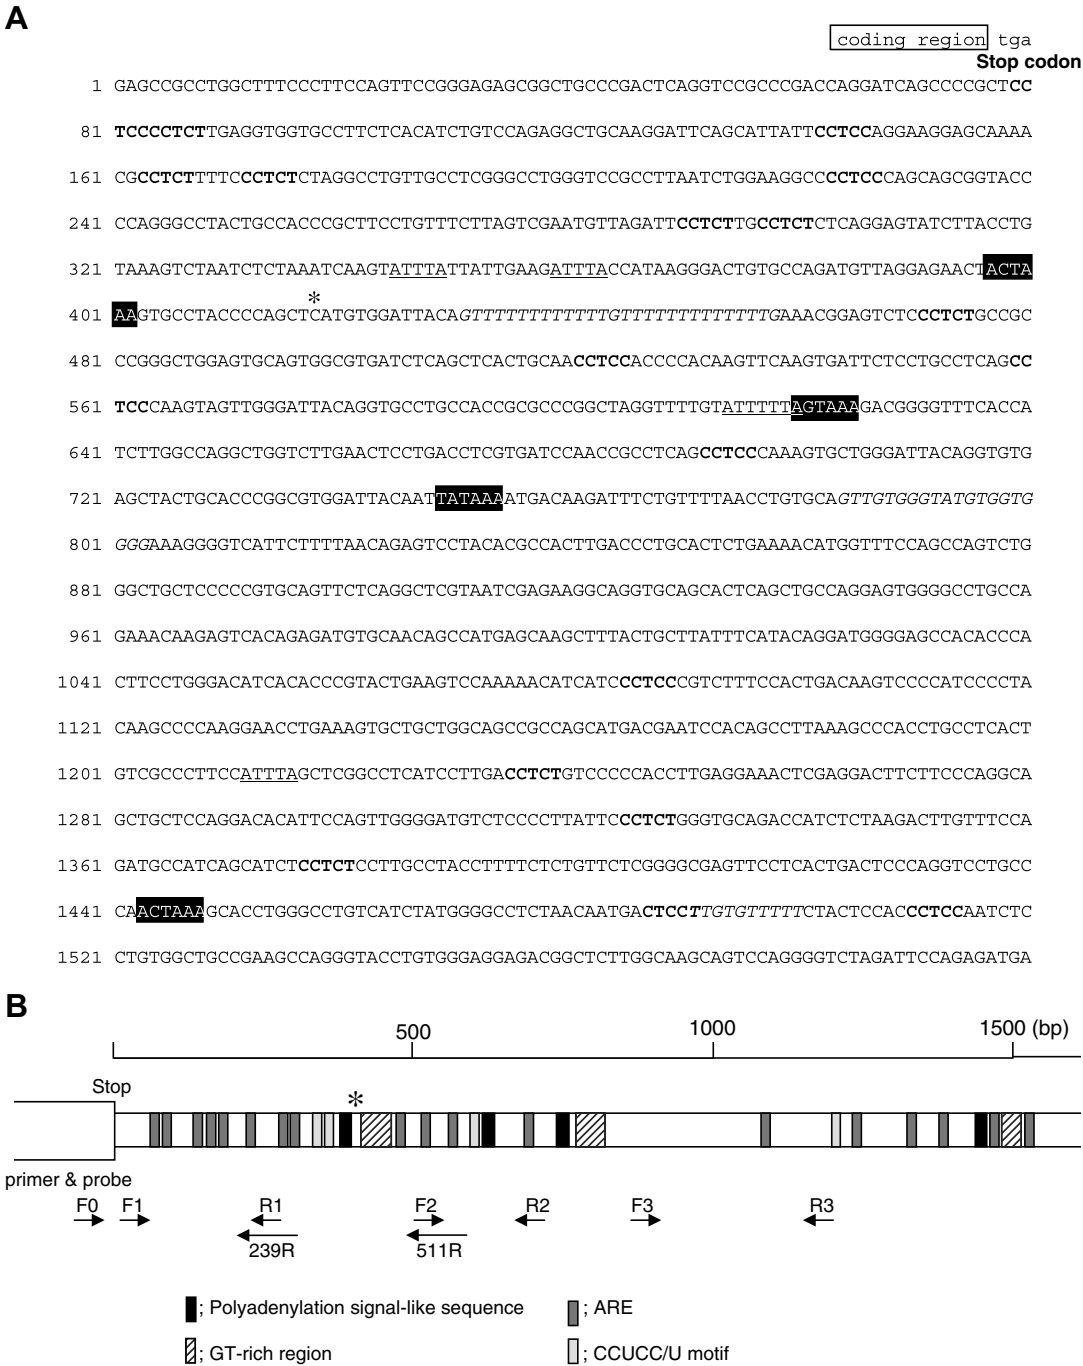 A
coding region tga
Stop codon
1 GAGCCGCCTGGCTTTCCCTTCCAGTTCCGGGAGAGCGGCTGCCCGACTCAGGTCCGCCCGACCAGGATCAGCCCCGCTCC
81 TCCCCTCTTGAGGTGGTGCCTTCTCACATCTGTCCAGAGGCTGCAAGGATTCAGCATTATTCCTCCAGGAAGGAGCAAAA
161 CGCCTCTTTTCCCTCTCTAGGCCTGTTGCCTCGGGCCTGGGTCCGCCTTAATCTGGAAGGCCCCTCCCAGCAGCGGTACC
241 CCAGGGCCTACTGCCACCCGCTTCCTGTTTCTTAGTCGAATGTTAGATTCCTCTTGCCTCTCTCAGGAGTATCTTACCTG
321 TAAAGTCTAATCTCTAAATCAAGTATTTATTATTGAAGATTTACCATAAGGGACTGTGCCAGATGTTAGGAGAACTACTA
*
401 AAGTGCCTACCCCAGCTCATGTGGATTACAGTTTTTTTTTTTTGTTTTTTTTTTTTTGAAACGGAGTCTCCCTCTGCCGC
481 CCGGGCTGGAGTGCAGTGGCGTGATCTCAGCTCACTGCAACCTCCACCCCACAAGTTCAAGTGATTCTCCTGCCTCAGCC
561 TCCCAAGTAGTTGGGATTACAGGTGCCTGCCACCGCGCCCGGCTAGGTTTTGTATTTTTAGTAAAGACGGGGTTTCACCA
641 TCTTGGCCAGGCTGGTCTTGAACTCCTGACCTCGTGATCCAACCGCCTCAGCCTCCCAAAGTGCTGGGATTACAGGTGTG
721 AGCTACTGCACCCGGCGTGGATTACAATTATAAAATGACAAGATTTCTGTTTTAACCTGTGCAGTTGTGGGTATGTGGTG
801 GGGAAAGGGGTCATTCTTTTAACAGAGTCCTACACGCCACTTGACCCTGCACTCTGAAAACATGGTTTCCAGCCAGTCTG
881 GGCTGCTCCCCCGTGCAGTTCTCAGGCTCGTAATCGAGAAGGCAGGTGCAGCACTCAGCTGCCAGGAGTGGGGCCTGCCA
961 GAAACAAGAGTCACAGAGATGTGCAACAGCCATGAGCAAGCTTTACTGCTTATTTCATACAGGATGGGGAGCCACACCCA
1041 CTTCCTGGGACATCACACCCGTACTGAAGTCCAAAAACATCATCCCTCCCGTCTTTCCACTGACAAGTCCCCATCCCCTA
1121 CAAGCCCCAAGGAACCTGAAAGTGCTGCTGGCAGCCGCCAGCATGACGAATCCACAGCCTTAAAGCCCACCTGCCTCACT
1201 GTCGCCCTTCCATTTAGCTCGGCCTCATCCTTGACCTCTGTCCCCCACCTTGAGGAAACTCGAGGACTTCTTCCCAGGCA
1281 GCTGCTCCAGGACACATTCCAGTTGGGGATGTCTCCCCTTATTCCCTCTGGGTGCAGACCATCTCTAAGACTTGTTTCCA
1361 GATGCCATCAGCATCTCCTCTCCTTGCCTACCTTTTCTCTGTTCTCGGGGCGAGTTCCTCACTGACTCCCAGGTCCTGCC
1441 CAACTAAAGCACCTGGGCCTGTCATCTATGGGGCCTCTAACAATGACTCCTTGTGTTTTTCTACTCCACCCTCCAATCTC
1521 CTGTGGCTGCCGAAGCCAGGGTACCTGTGGGAGGAGACGGCTCTTGGCAAGCAGTCCAGGGGTCTAGATTCCAGAGATGA
B
500 1000 1500 (bp)
Stop *
primer & probe
F0 F1 R1 F2 R2 F3 R3
239R 511R
; Polyadenylation signal-like sequence ; ARE
; GT-rich region ; CCUCC/U motif